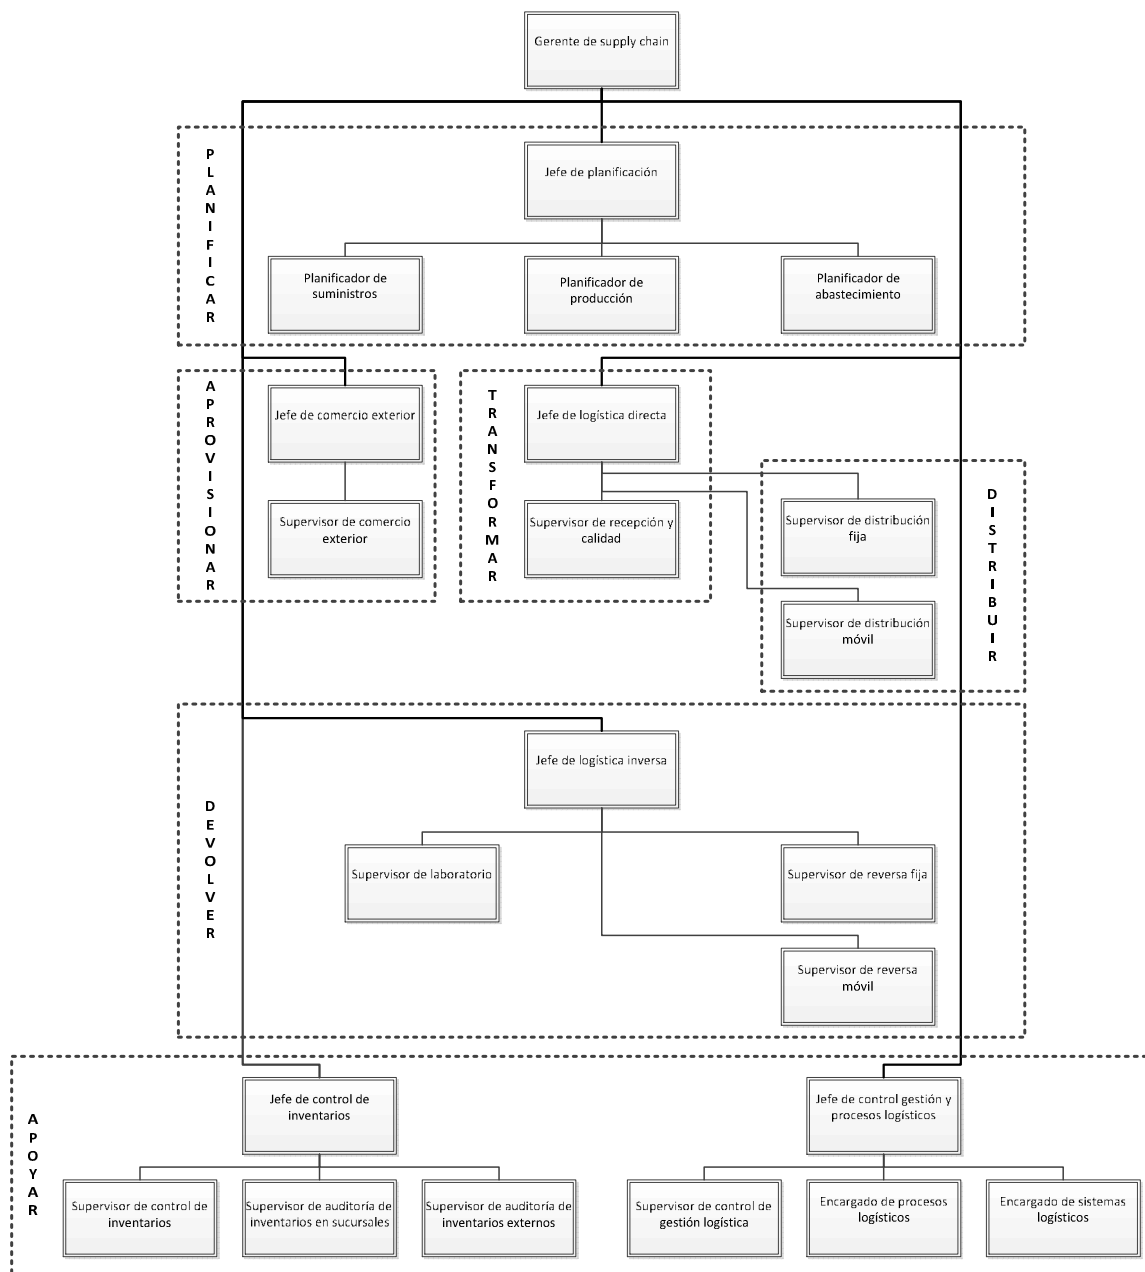 Gerente de supply chain
PLANIFICAR
Jefe de planificación
Planificador de
suministros
Planificador de
producción
Planificador de
abastecimiento
APROVISIONAR
Jefe de comercio exterior
Supervisor de comercio
exterior
TRANSFORMAR
Jefe de logística directa
Supervisor de recepción y
calidad
DISTRIBUIR
Supervisor de distribución
fija
Supervisor de distribución
móvil
DEVOLVER
Jefe de logística inversa
Supervisor de laboratorio
Supervisor de reversa fija
Supervisor de reversa
móvil
APOYAR
Jefe de control de
inventarios
Jefe de control gestión y
procesos logísticos
Supervisor de control de
inventarios
Supervisor de auditoría de
inventarios en sucursales
Supervisor de auditoría de
inventarios externos
Supervisor de control de
gestión logística
Encargado de procesos
logísticos
Encargado de sistemas
logísticos